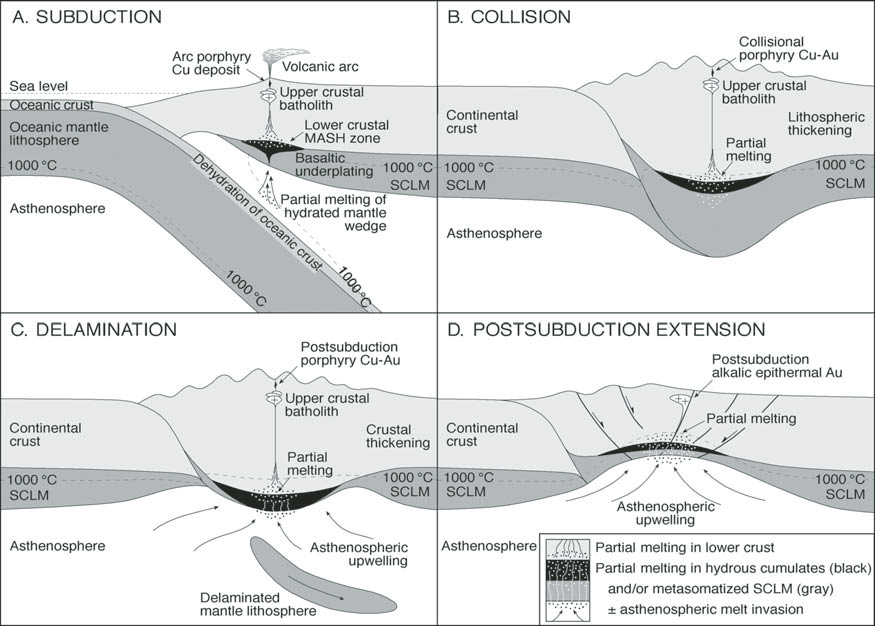 A. SUBDUCTION
Arc porphyry
Cu deposit
Volcanic arc
Sea level
Upper crustal
batholith
Oceanic crust
Oceanic mantle
lithosphere
Lower crustal
MASH zone
1000 °C
Basaltic
underplating
1000 °C
SCLM
Dehydration of oceanic crust
Partial melting of
hydrated mantle
wedge
Asthenosphere
1000 °C
1000 °C
B. COLLISION
Collisional
porphyry Cu-Au
Upper crustal
batholith
Continental
crust
Lithospheric
thickening
Partial
melting
1000 °C
SCLM
1000 °C
SCLM
Asthenosphere
C. DELAMINATION
Postsubduction
porphyry Cu-Au
Upper crustal
batholith
Continental
crust
Crustal
thickening
Partial
melting
1000 °C
SCLM
1000 °C
SCLM
Asthenosphere
Asthenospheric
upwelling
Delaminated
mantle lithosphere
D. POSTSUBDUCTION EXTENSION
Postsubduction
alkalic epithermal Au
Partial melting
Continental
crust
1000 °C
SCLM
1000 °C
SCLM
Asthenospheric
upwelling
Asthenosphere
Partial melting in lower crust
Partial melting in hydrous cumulates (black)
and/or metasomatized SCLM (gray)
± asthenospheric melt invasion